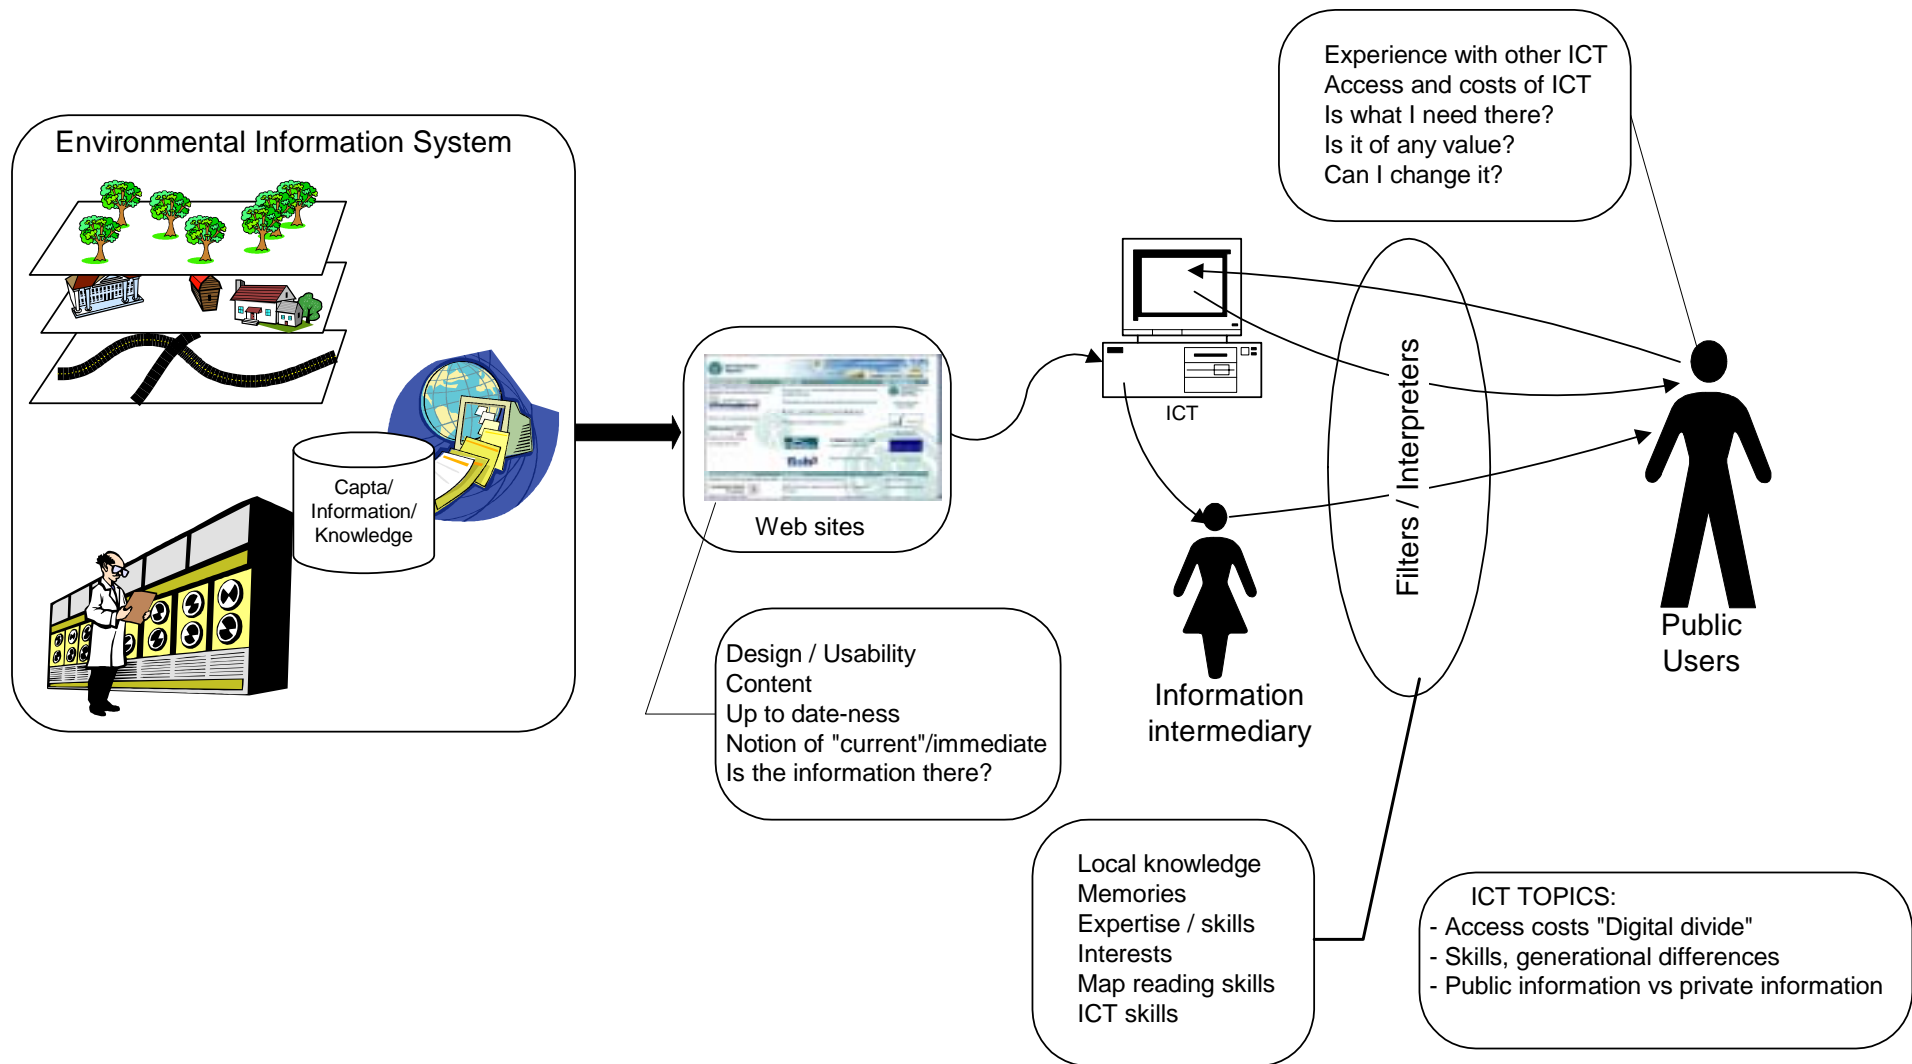 Environmental Information System
Capta/
Information/
Knowledge
Web sites
Design / Usability
Content
Up to date-ness
Notion of "current"/immediate
Is the information there?
ICT
Information
intermediary
Filters / Interpreters
Experience with other ICT
Access and costs of ICT
Is what I need there?
Is it of any value?
Can I change it?
Public
Users
Local knowledge
Memories
Expertise / skills
Interests
Map reading skills
ICT skills
ICT TOPICS:
- Access costs "Digital divide"
- Skills, generational differences
- Public information vs private information